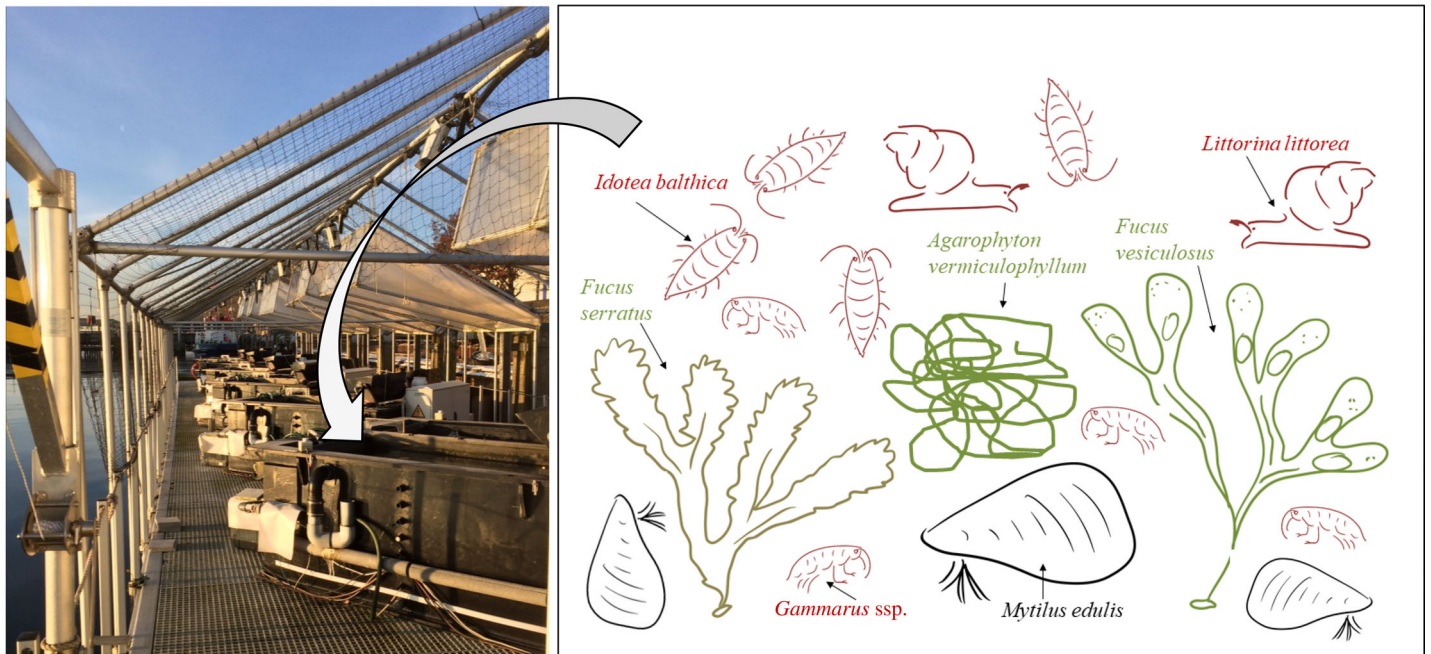 Idotea balthica
Littorina littorea
Fucus
serratus
Agarophyton
vermiculophyllum
Fucus
vesiculosus
Gammarus ssp.
Mytilus edulis